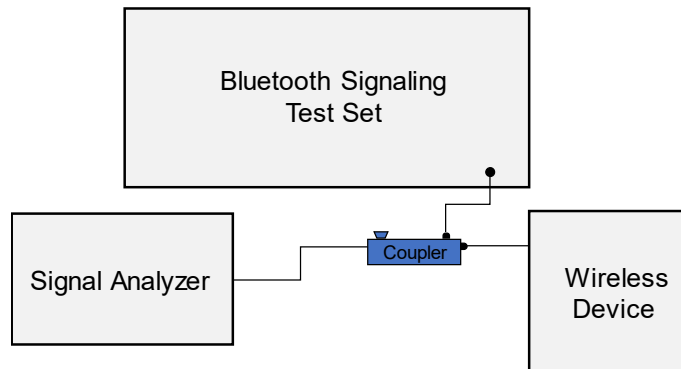 Bluetooth Signaling
Test Set
Signal Analyzer
Coupler
Wireless
Device